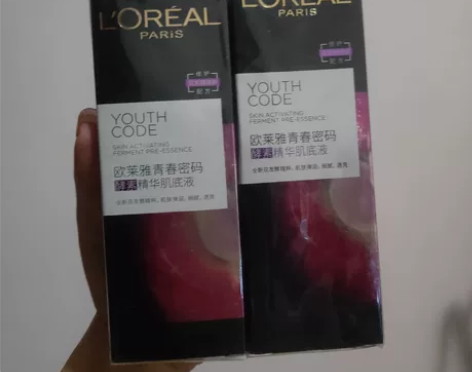 L'ORÉAL
PARIS
YOUTH
CODE
SKIN ACTIVATING
FERMENT PRE-ESSENCE
欧莱雅青春密码
酵素精华肌底液
L'ORÉAL
PARIS
YOUTH
CODE
SKIN ACTIVATING
FERMENT PRE-ESSENCE
欧莱雅青春密码
酵素精华肌底液